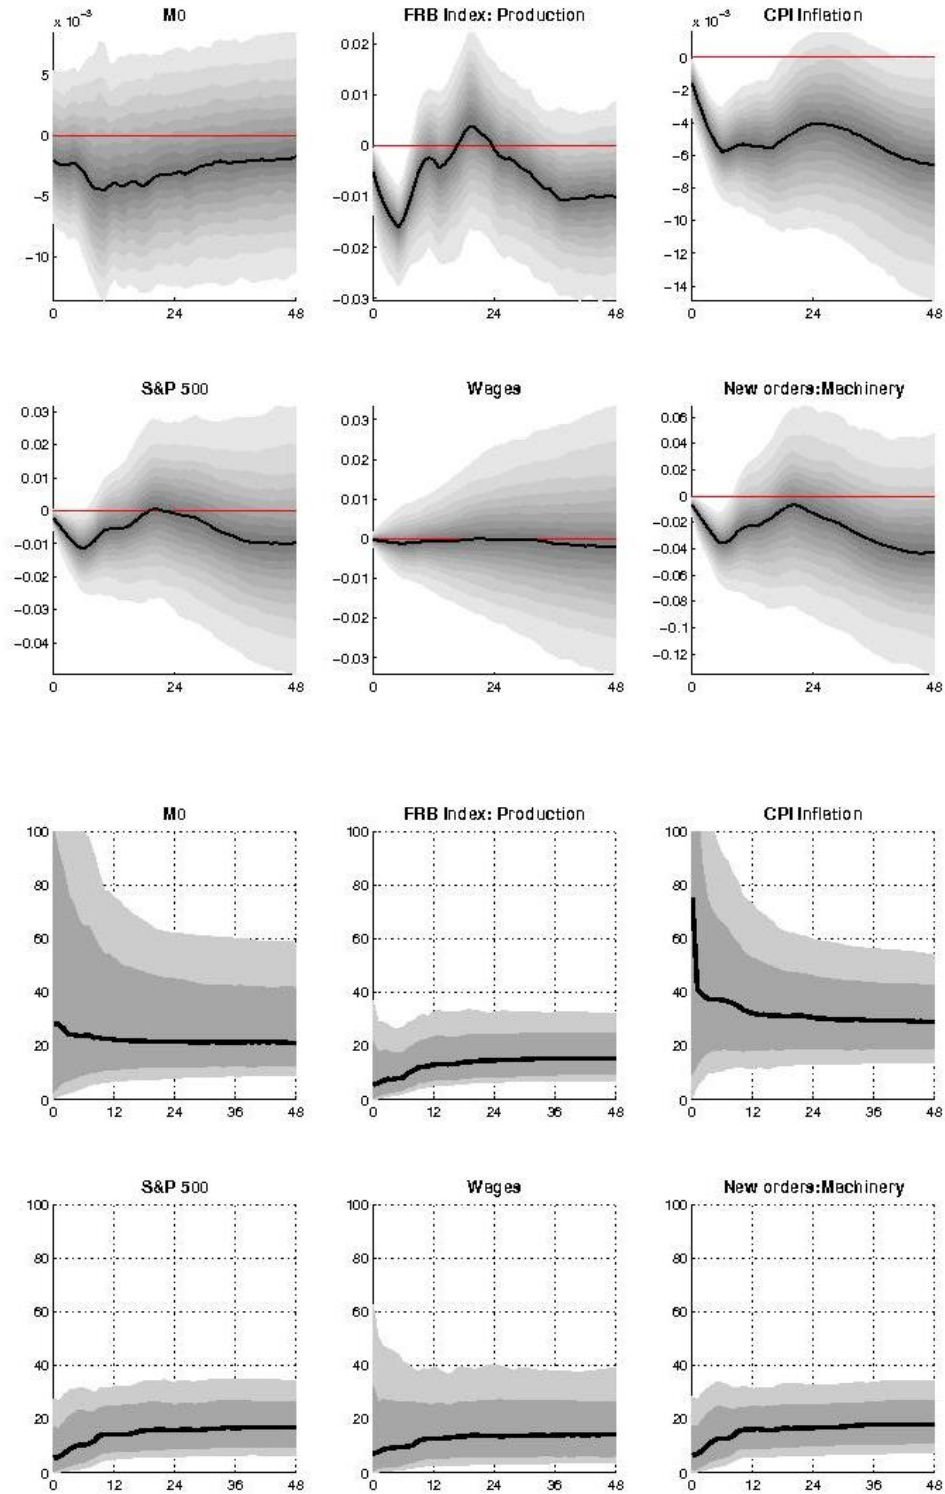 M0 FRB Index: Production CPI Inflation
× 10⁻³ × 10⁻³
5 0.02 0
0 0.01 −2
−5 0 −4
−10 −0.01 −6
−0.02 −8
−0.03 −10
−12
−14
0 24 48 0 24 48 0 24 48
S&P 500 Wages New orders:Machinery
0.03 0.03 0.06
0.02 0.02 0.04
0.01 0.01 0.02
0 0 0
−0.01 −0.01 −0.02
−0.02 −0.02 −0.04
−0.03 −0.03 −0.06
−0.04 −0.08
−0.1
−0.12
0 24 48 0 24 48 0 24 48
M0 FRB Index: Production CPI Inflation
100 100 100
80 80 80
60 60 60
40 40 40
20 20 20
0 0 0
0 12 24 36 48 0 12 24 36 48 0 12 24 36 48
S&P 500 Wages New orders:Machinery
100 100 100
80 80 80
60 60 60
40 40 40
20 20 20
0 0 0
0 12 24 36 48 0 12 24 36 48 0 12 24 36 48